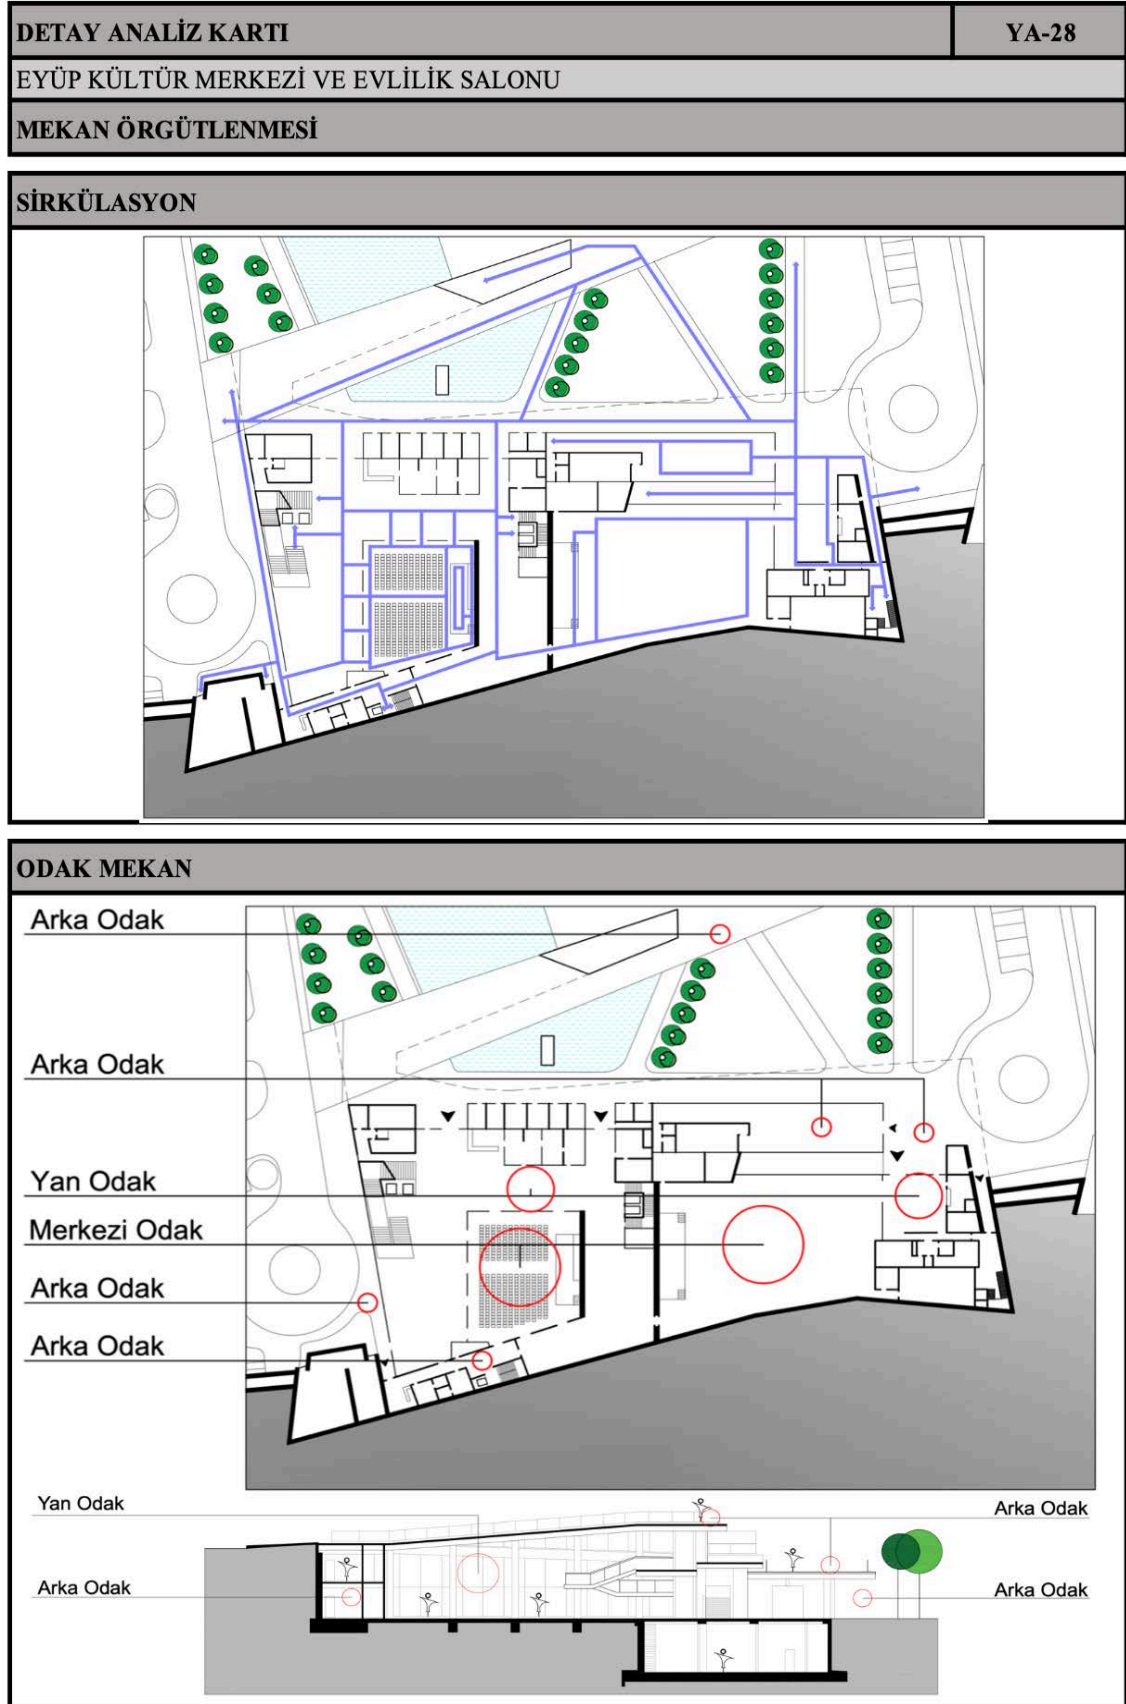 DETAY ANALİZ KARTI YA-28
EYÜP KÜLTÜR MERKEZİ VE EVLİLİK SALONU
MEKAN ÖRGÜTLENMESİ
SİRKÜLASYON
ODAK MEKAN
Arka Odak
Arka Odak
Yan Odak
Merkezi Odak
Arka Odak
Arka Odak
Yan Odak Arka Odak
Arka Odak Arka Odak